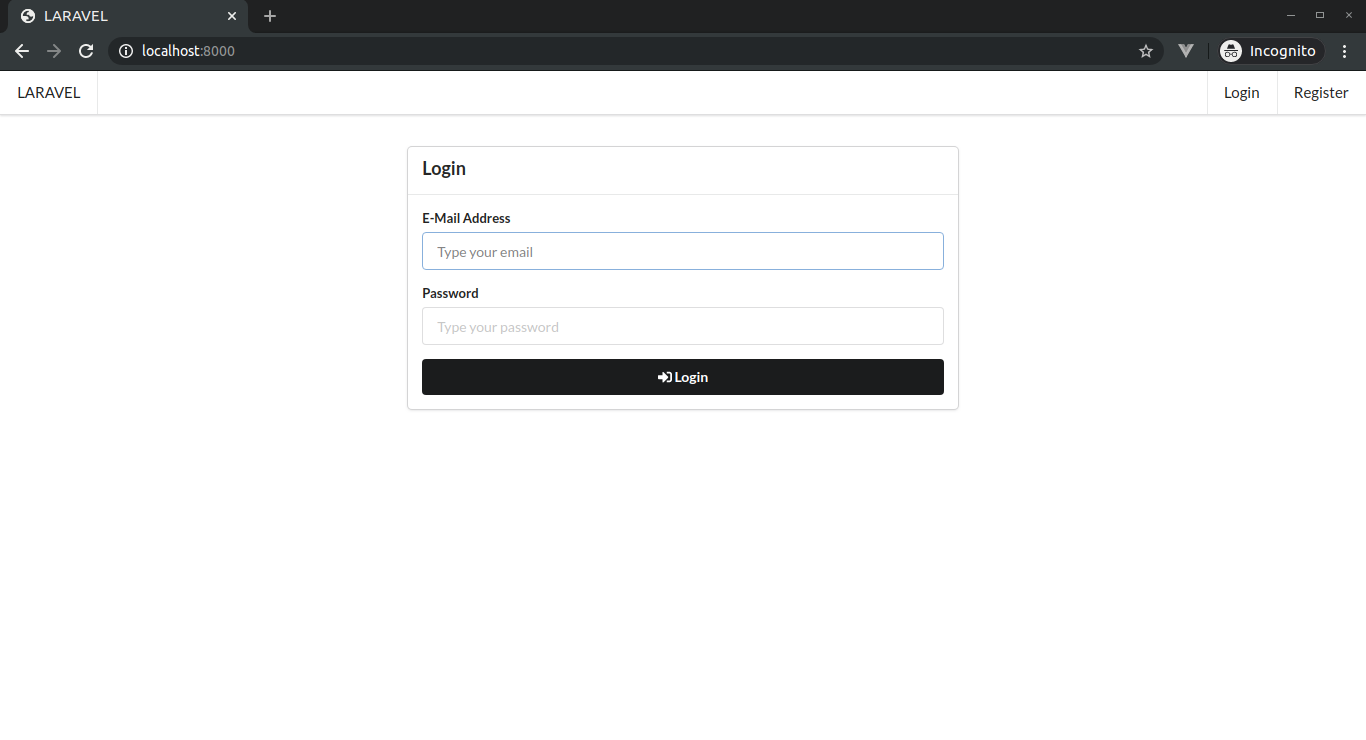 LARAVEL
localhost:8000
Incognito
LARAVEL
Login
Register
Login
E-Mail Address
Type your email
Password
Type your password
Login